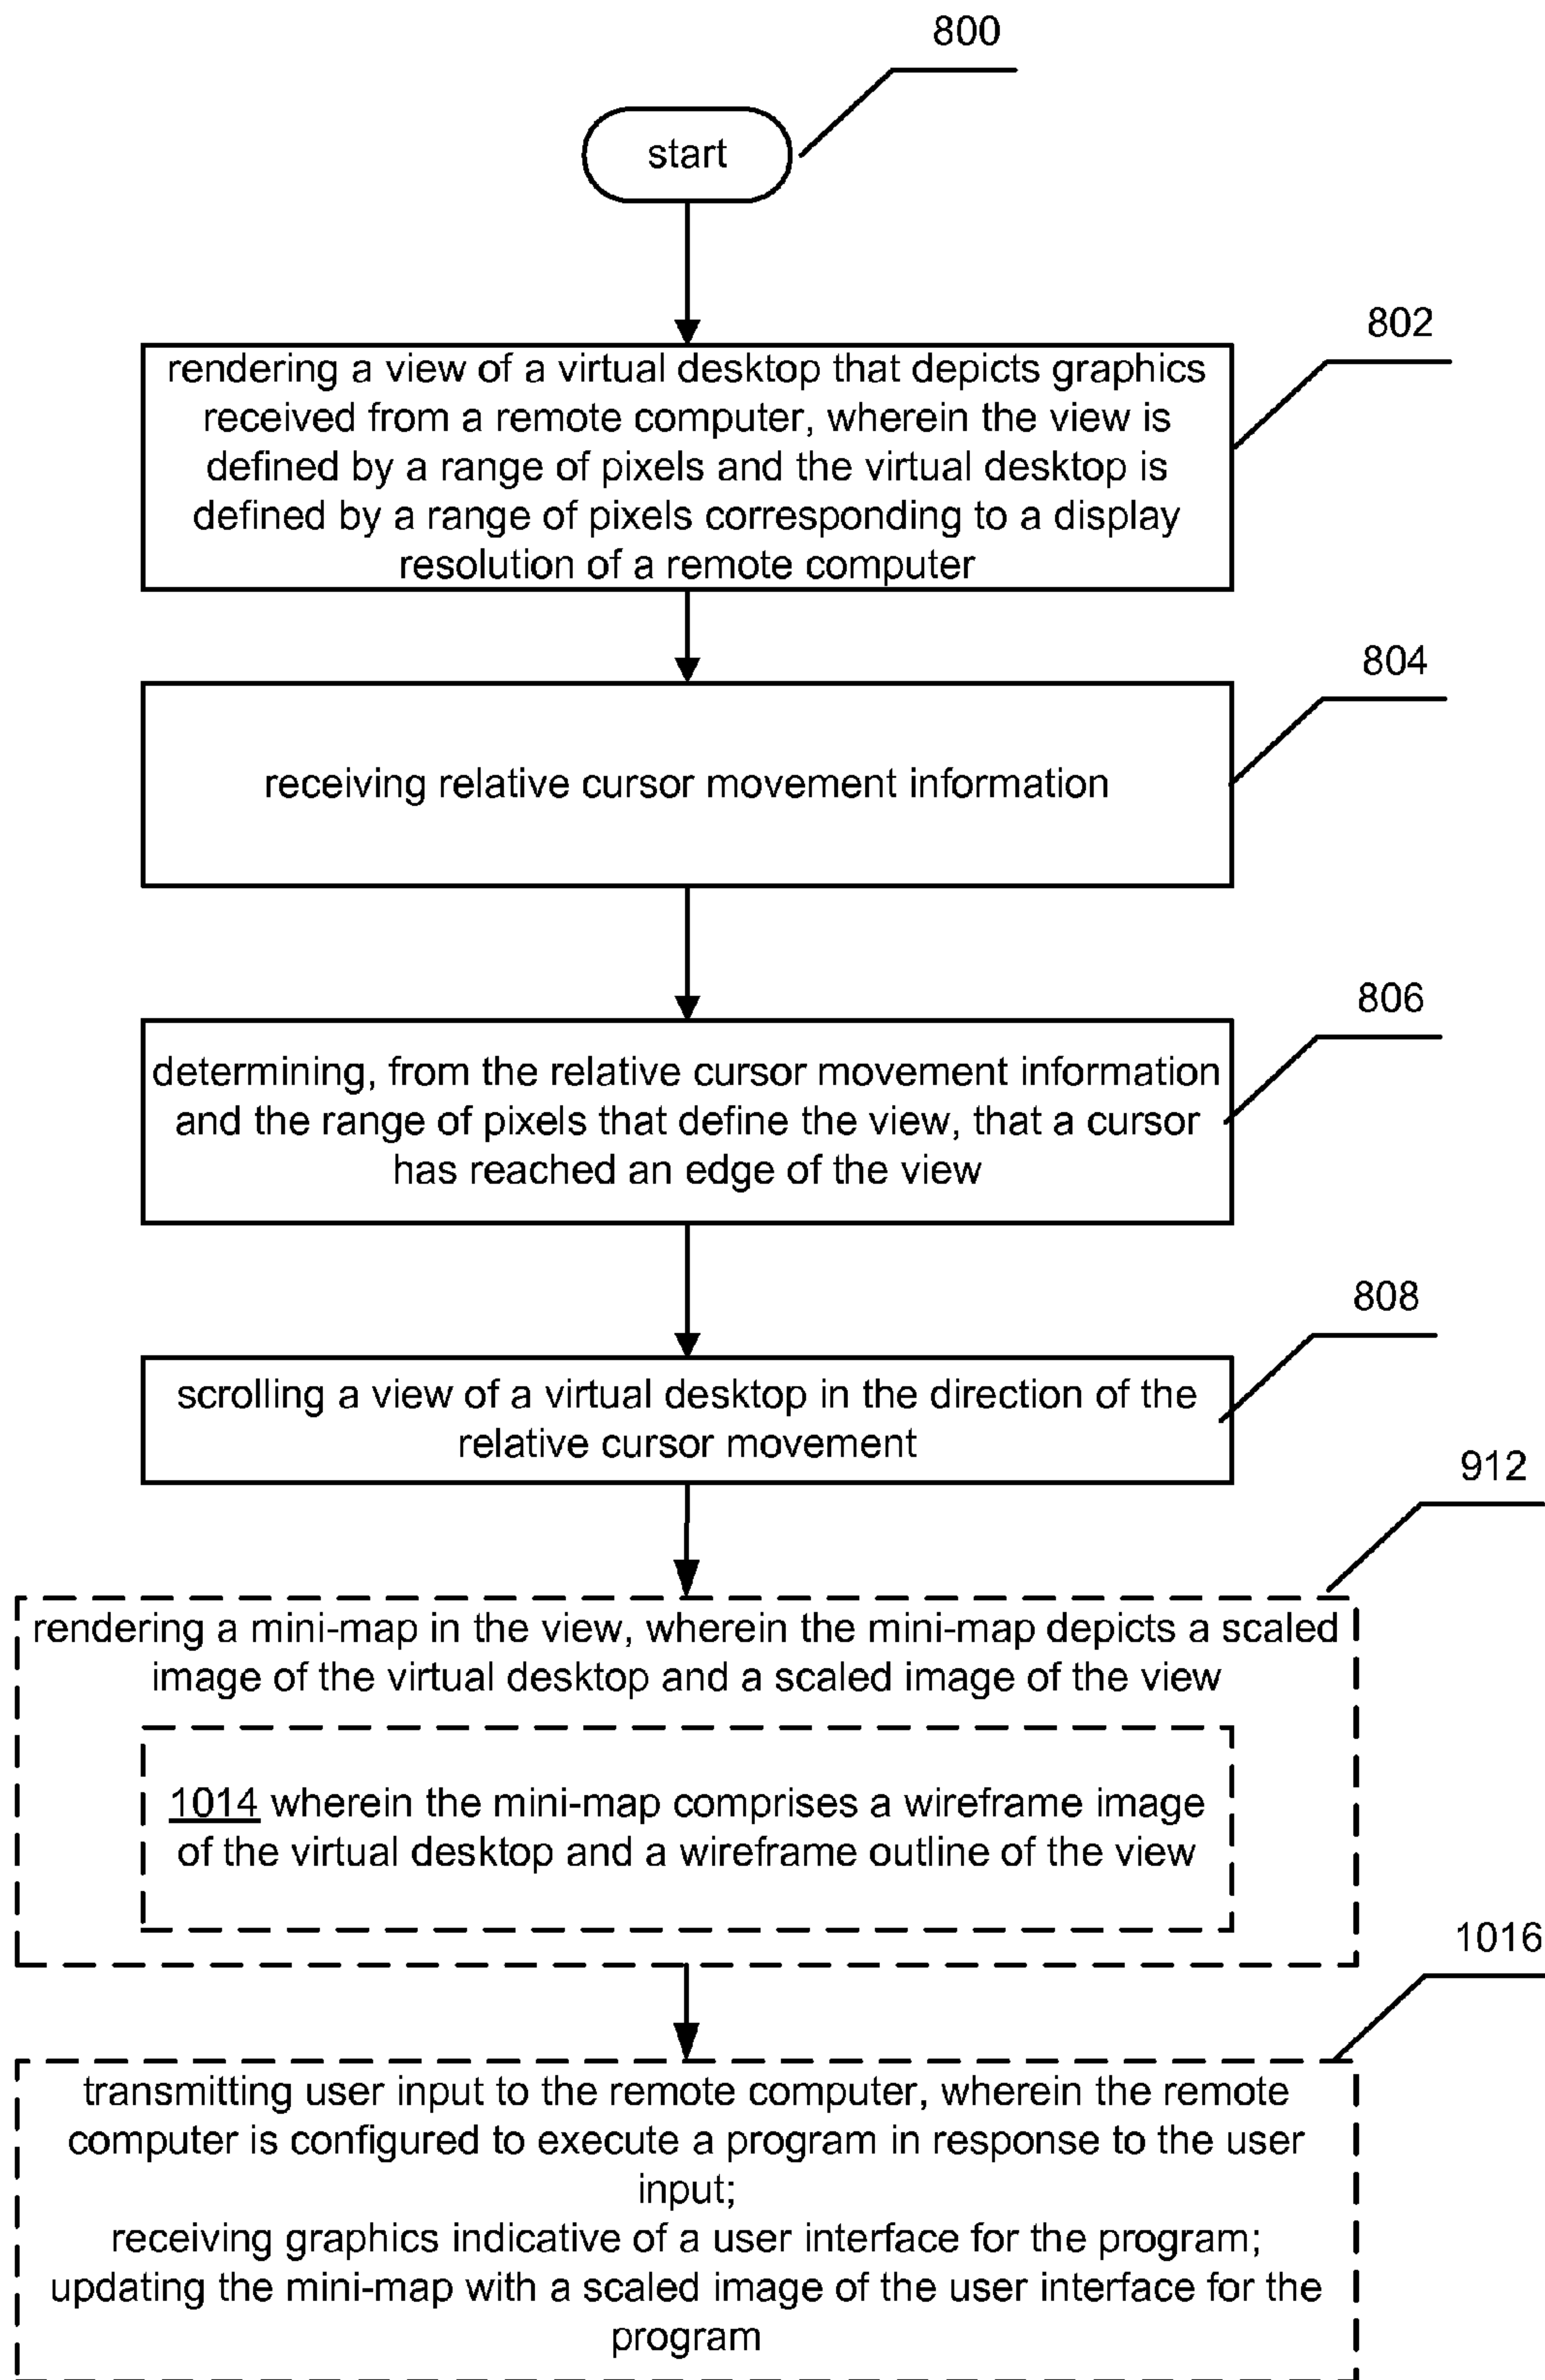 800
start
802
rendering a view of a virtual desktop that depicts graphics
received from a remote computer, wherein the view is
defined by a range of pixels and the virtual desktop is
defined by a range of pixels corresponding to a display
resolution of a remote computer
804
receiving relative cursor movement information
806
determining, from the relative cursor movement information
and the range of pixels that define the view, that a cursor
has reached an edge of the view
808
scrolling a view of a virtual desktop in the direction of the
relative cursor movement
912
rendering a mini-map in the view, wherein the mini-map depicts a scaled
image of the virtual desktop and a scaled image of the view
1014 wherein the mini-map comprises a wireframe image
of the virtual desktop and a wireframe outline of the view
1016
transmitting user input to the remote computer, wherein the remote
computer is configured to execute a program in response to the user
input;
receiving graphics indicative of a user interface for the program;
updating the mini-map with a scaled image of the user interface for the
program